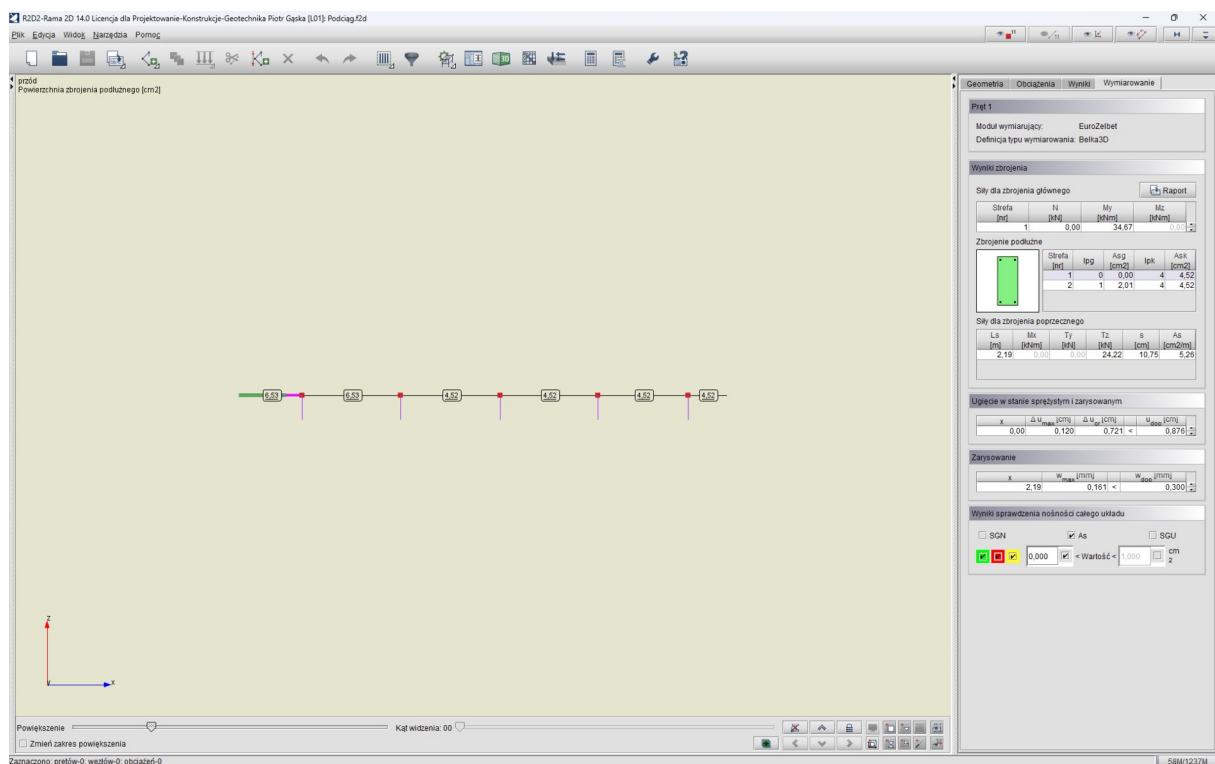 R2D2-Rama 2D 14.0 Licencja dla Projektowanie-Konstrukcje-Geotechnika Piotr Gąska [L01]: Podciąg.f2d
Plik Edycja Widok Narzędzia Pomoc
przód
Powierzchnia zbrojenia podłużnego [cm2]
6,53 6,53 4,52 4,52 4,52 4,52
z
y x
Powiększenie Kąt widzenia: 00
Zmień zakres powiększenia
Zaznaczono: prętów-0; węzłów-0; obciążeń-0
Geometria Obciążenia Wyniki Wymiarowanie
Pręt 1
Moduł wymiarujący: EuroZelbet
Definicja typu wymiarowania: Belka3D
Wyniki zbrojenia
Siły dla zbrojenia głównego Raport
Strefa N My Mz
[nr] [kN] [kNm] [kNm]
1 0,00 34,67 0,00
Zbrojenie podłużne
Strefa lpg Asg lpk Ask
[nr] [cm2] [cm2]
1 0 0,00 4 4,52
2 1 2,01 4 4,52
Siły dla zbrojenia poprzecznego
Ls Mx Ty Tz s As
[m] [kNm] [kN] [kN] [cm] [cm2/m]
2,19 0,00 0,00 24,22 10,75 5,26
Ugięcie w stanie sprężystym i zarysowanym
x Δ u max [cm] Δ u cr [cm] u dop [cm]
0,00 0,120 0,721 < 0,876
Zarysowanie
x w max [mm] w dop [mm]
2,19 0,161 < 0,300
Wyniki sprawdzenia nośności całego układu
SGN As SGU
0,000 < Wartość < 1,000 cm 2
58M/1237M